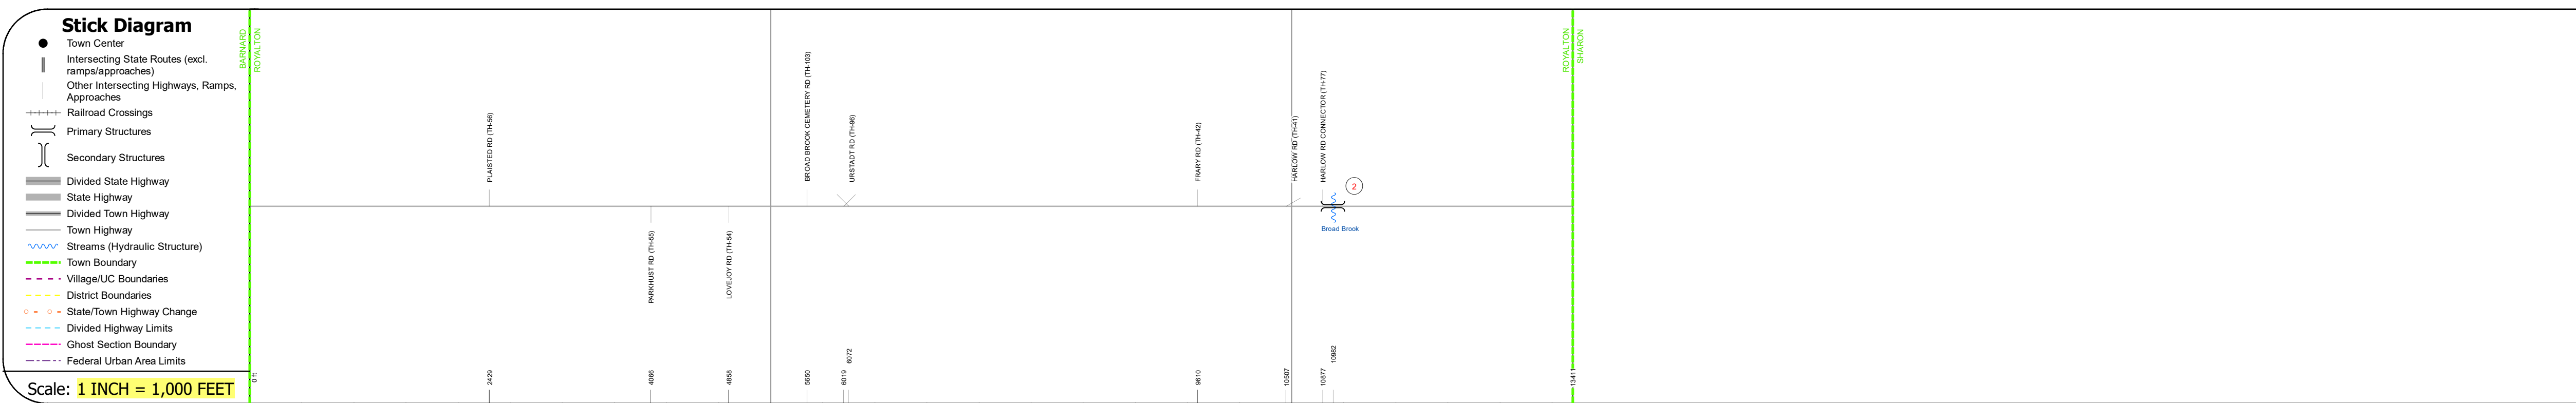 Stick Diagram
Town Center
Intersecting State Routes (excl.
ramps/approaches)
Other Intersecting Highways, Ramps,
Approaches
Railroad Crossings
Primary Structures
Secondary Structures
Divided State Highway
State Highway
Divided Town Highway
Town Highway
Streams (Hydraulic Structure)
Town Boundary
Village/UC Boundaries
District Boundaries
State/Town Highway Change
Divided Highway Limits
Ghost Section Boundary
Federal Urban Area Limits
Scale: 1 INCH = 1,000 FEET
BARNARD
ROYALTON
PLAISTED RD (TH-56)
PARKHUST RD (TH-55)
LOVEJOY RD (TH-54)
BROAD BROOK CEMETERY RD (TH-103)
URSTADT RD (TH-96)
FRARY RD (TH-42)
HARLOW RD (TH-41)
HARLOW RD CONNECTOR (TH-77)
2
Broad Brook
ROYALTON
SHARON
0 ft
2429
4066
4858
5650
6019
6072
9610
10507
10877
10982
13411